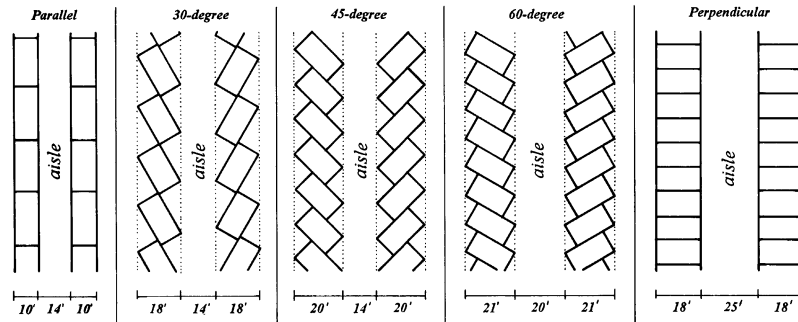 Parallel
30-degree
45-degree
60-degree
Perpendicular
aisle
aisle
aisle
aisle
aisle
10' 14' 10'
18' 14' 18'
20' 14' 20'
21' 20' 21'
18' 25' 18'